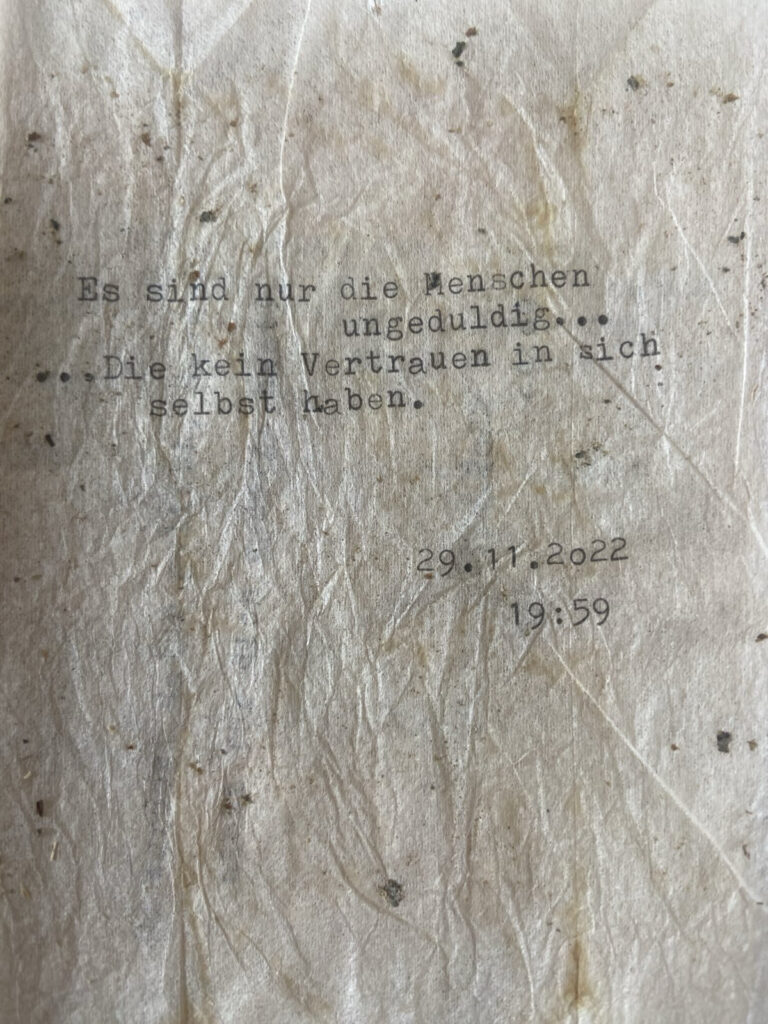 Es sind nur die Menschen
ungeduldig...
...Die kein Vertrauen in sich
selbst haben.
29.11.2o22
19:59